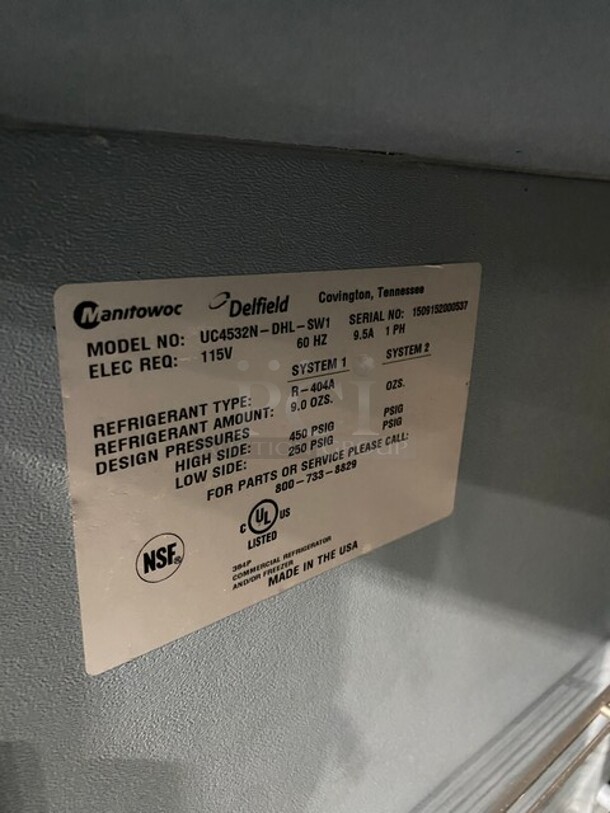 Manitowoc Delfield Covington, Tennessee
MODEL NO: UC4532N-DHL-SW1 SERIAL NO: 1509152000537
ELEC REQ: 115V 60 HZ 9.5A 1 PH
SYSTEM 1 SYSTEM 2
REFRIGERANT TYPE: R-404A
REFRIGERANT AMOUNT: 9.0 OZS. OZS.
DESIGN PRESSURES
HIGH SIDE: 450 PSIG PSIG
LOW SIDE: 250 PSIG PSIG
FOR PARTS OR SERVICE PLEASE CALL:
800-733-8829
C UL US
LISTED
NSF®
384P
COMMERCIAL REFRIGERATOR
AND/OR FREEZER
MADE IN THE USA